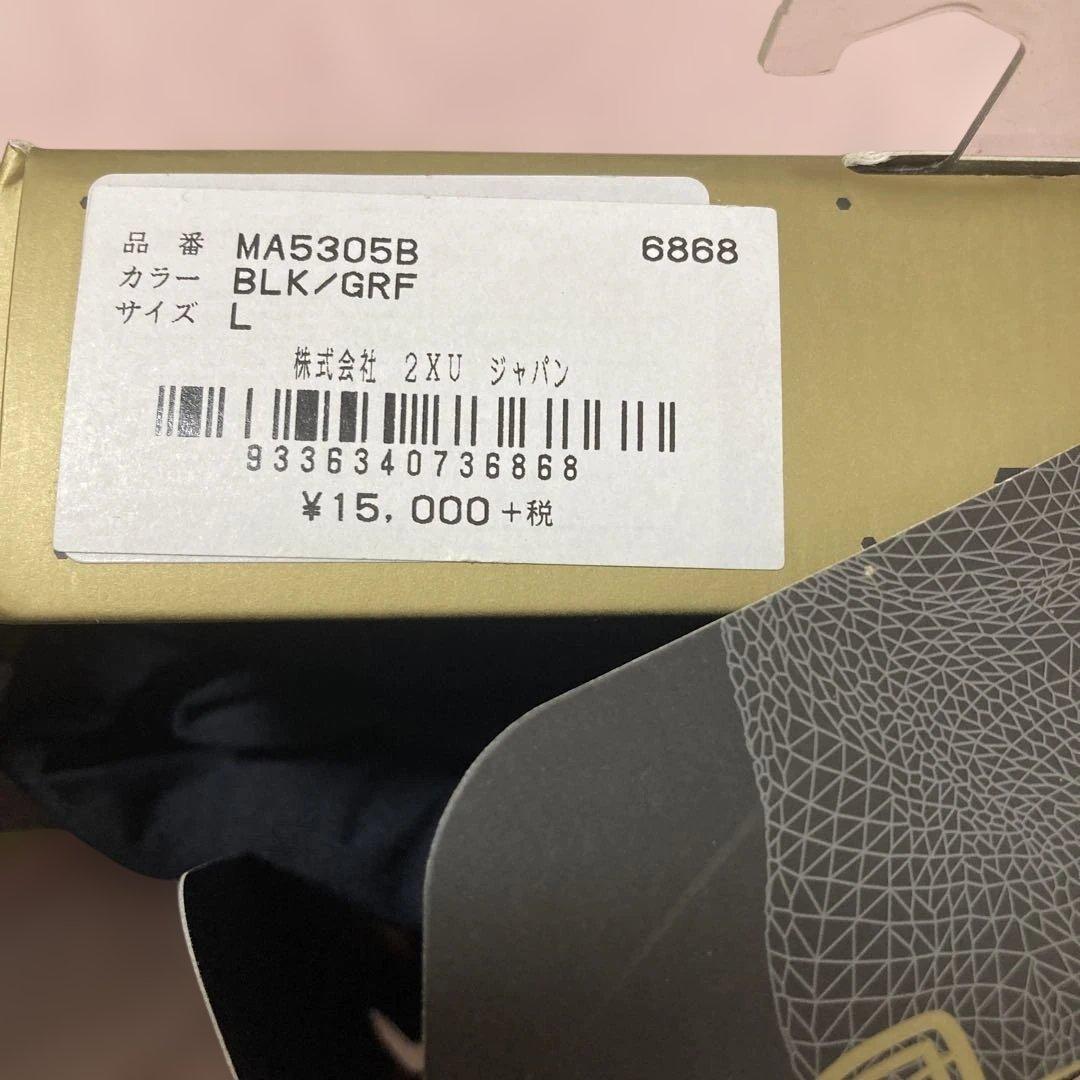 品 番 MA5305B 6868
カラー BLK/GRF
サイズ L
株式会社 2XU ジャパン
9336340736868
¥15,000+税